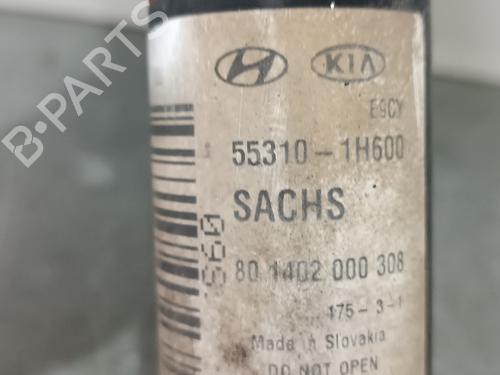 B-Parts
KIA
E9CY
55310-1H600
SACHS
80 1402 000 308
175-3-1
Made in Slovakia
DO NOT OPEN